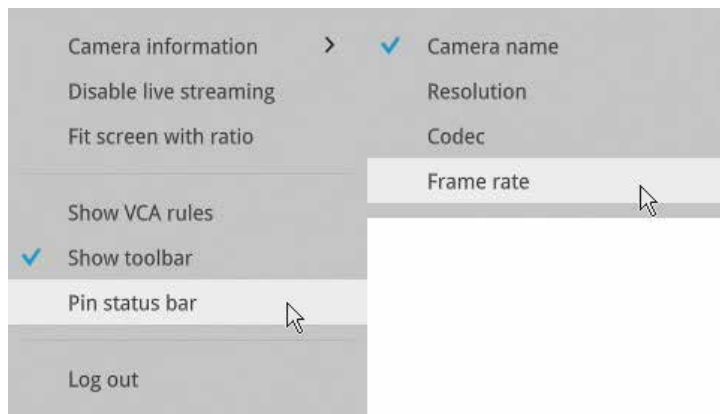 Camera information
Disable live streaming
Fit screen with ratio
Show VCA rules
Show toolbar
Pin status bar
Log out
Camera name
Resolution
Codec
Frame rate